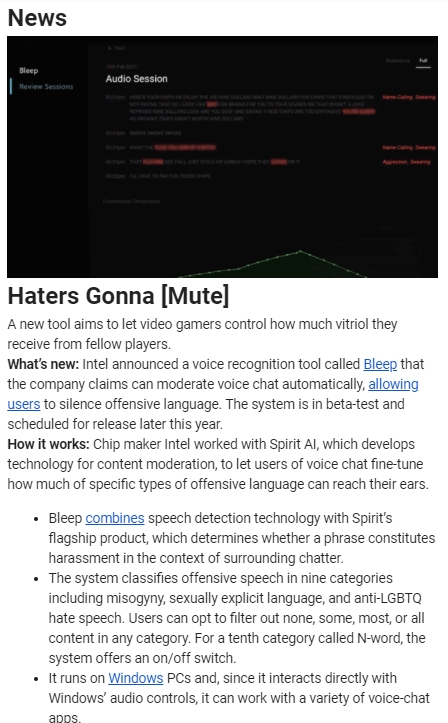 News
Bleep
Review Sessions
Audio Session
Full
Name Calling, Swearing
Name Calling, Swearing
Aggression, Swearing
Haters Gonna [Mute]
A new tool aims to let video gamers control how much vitriol they
receive from fellow players.
What's new: Intel announced a voice recognition tool called Bleep that
the company claims can moderate voice chat automatically, allowing
users to silence offensive language. The system is in beta-test and
scheduled for release later this year.
How it works: Chip maker Intel worked with Spirit AI, which develops
technology for content moderation, to let users of voice chat fine-tune
how much of specific types of offensive language can reach their ears.
• Bleep combines speech detection technology with Spirit's
flagship product, which determines whether a phrase constitutes
harassment in the context of surrounding chatter.
• The system classifies offensive speech in nine categories
including misogyny, sexually explicit language, and anti-LGBTQ
hate speech. Users can opt to filter out none, some, most, or all
content in any category. For a tenth category called N-word, the
system offers an on/off switch.
• It runs on Windows PCs and, since it interacts directly with
Windows' audio controls, it can work with a variety of voice-chat
apps.